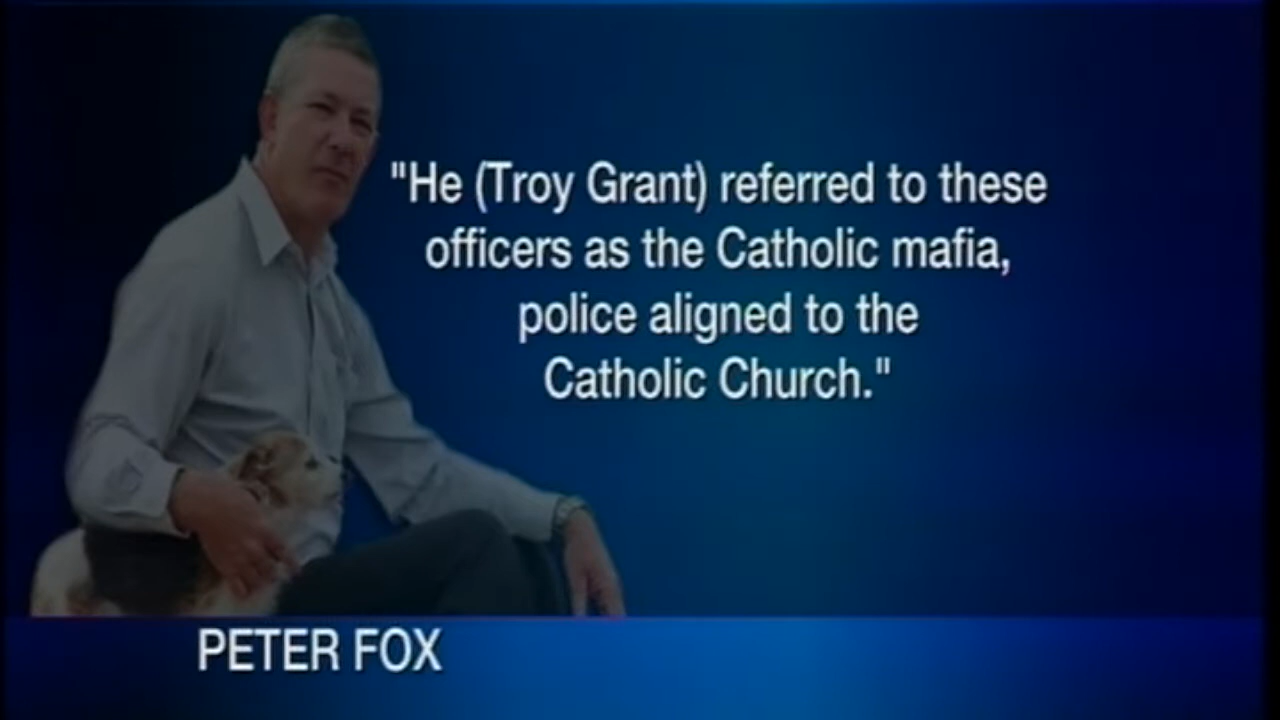 "He (Troy Grant) referred to these
officers as the Catholic mafia,
police aligned to the
Catholic Church."
PETER FOX